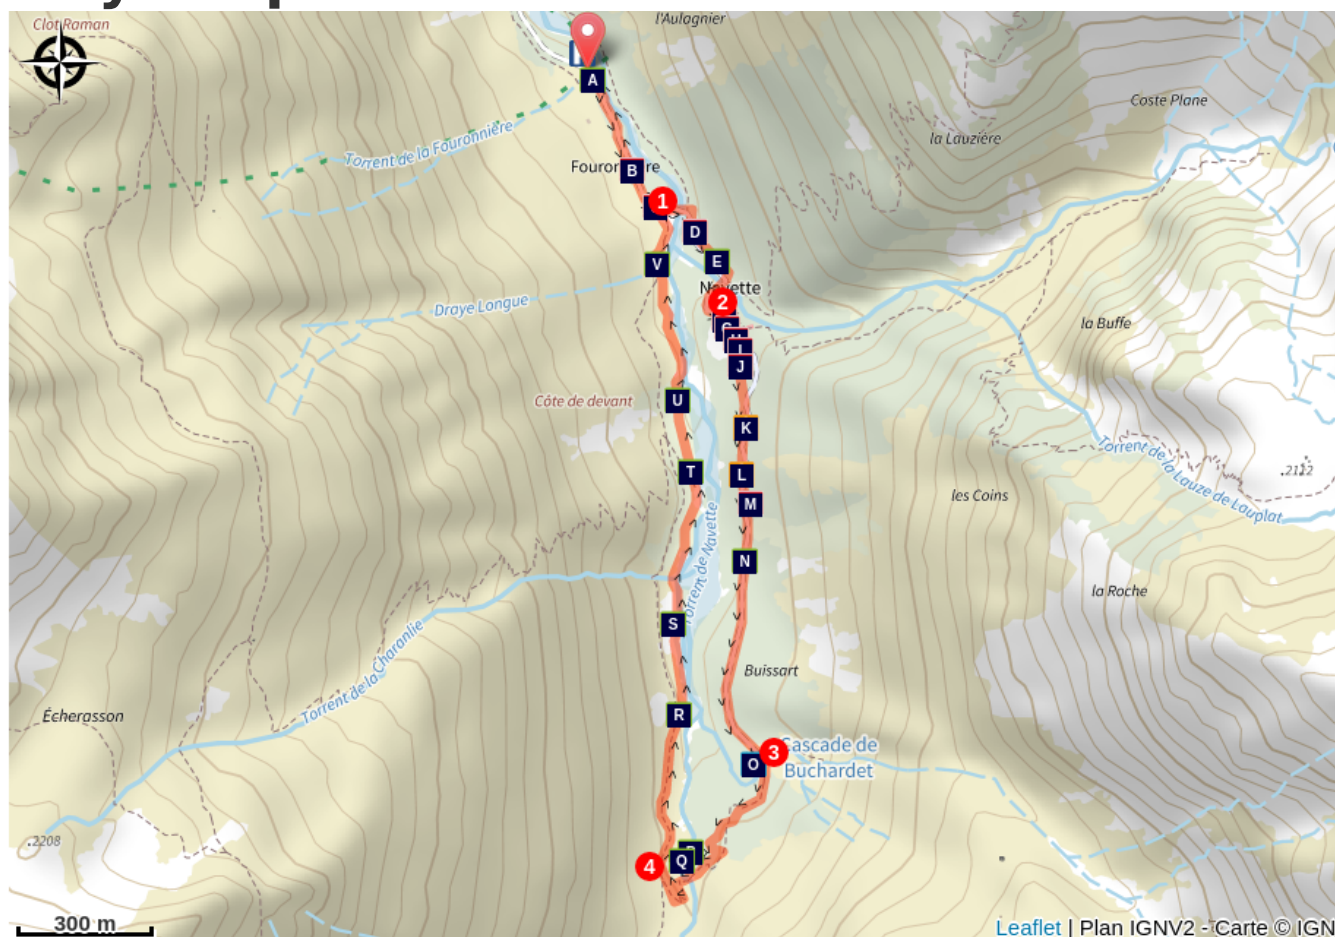 Clot Raman
l'Aulagnier
A
Coste Plane
la Lauzière
Torrent de la Fouronnière
B
1
D
E
V
Navette
2
Draye Longue
la Buffe
J
Côte de devant
U
K
Torrent de la Lauze de Lauplat
.2122
T
L
M
les Coins
Torrent de Navette
N
la Roche
S
Torrent de la Charanlie
Buissart
Écherasson
R
3
O
Cascade de
Buchardet
.2208
4
Q
300 m
Leaflet | Plan IGNV2 - Carte © IGN